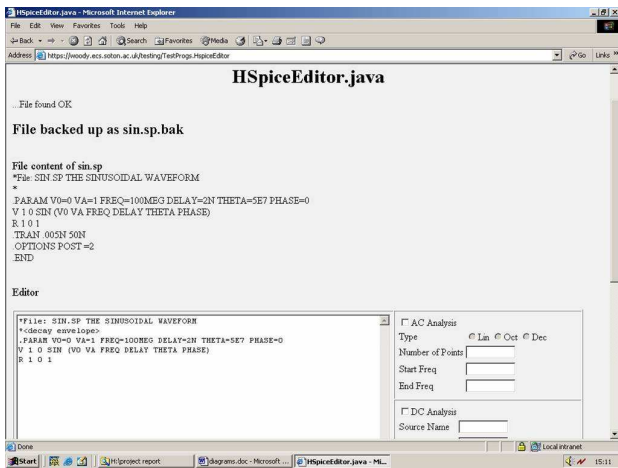 HSpiceEditor.java - Microsoft Internet Explorer
File Edit View Favorites Tools Help
Back Search Favorites Media
Address https://woody.ecs.soton.ac.uk/testing/TestProgs.HspiceEditor Go Links »
HSpiceEditor.java
...File found OK
File backed up as sin.sp.bak
File content of sin.sp
*File: SIN.SP THE SINUSOIDAL WAVEFORM
*
.PARAM V0=0 VA=1 FREQ=100MEG DELAY=2N THETA=5E7 PHASE=0
V 1 0 SIN (V0 VA FREQ DELAY THETA PHASE)
R 1 0 1
.TRAN .005N 50N
.OPTIONS POST =2
.END
Editor
*File: SIN.SP THE SINUSOIDAL WAVEFORM
*<decay envelope>
.PARAM V0=0 VA=1 FREQ=100MEG DELAY=2N THETA=5E7 PHASE=0
V 1 0 SIN (V0 VA FREQ DELAY THETA PHASE)
R 1 0 1
AC Analysis
Type Lin Oct Dec
Number of Points
Start Freq
End Freq
DC Analysis
Source Name
Done Local intranet
Start H:\project report diagrams.doc - Microsoft ... HSpiceEditor.java - Mi... 15:11